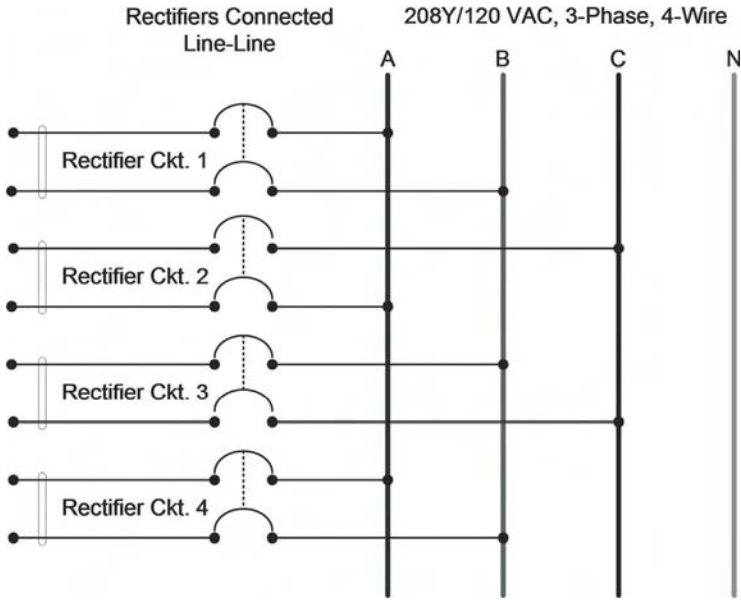 Rectifiers Connected
Line-Line
208Y/120 VAC, 3-Phase, 4-Wire
A B C N
Rectifier Ckt. 1
Rectifier Ckt. 2
Rectifier Ckt. 3
Rectifier Ckt. 4